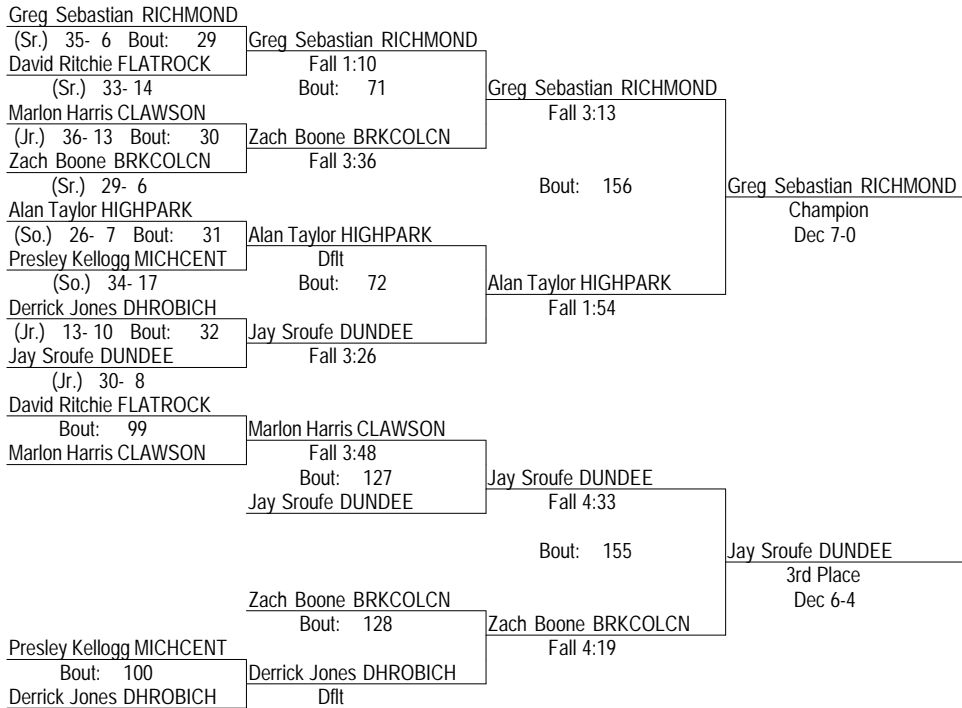 Greg Sebastian RICHMOND
(Sr.) 35- 6 Bout: 29 Greg Sebastian RICHMOND
David Ritchie FLATROCK Fall 1:10
(Sr.) 33- 14 Bout: 71 Greg Sebastian RICHMOND
Marlon Harris CLAWSON Fall 3:13
(Jr.) 36- 13 Bout: 30 Zach Boone BRKCOLCN
Zach Boone BRKCOLCN Fall 3:36
(Sr.) 29- 6 Bout: 156 Greg Sebastian RICHMOND
Alan Taylor HIGHPARK Champion
(So.) 26- 7 Bout: 31 Alan Taylor HIGHPARK Dec 7-0
Presley Kellogg MICHCENT Dflt
(So.) 34- 17 Bout: 72 Alan Taylor HIGHPARK
Derrick Jones DHROBICH Fall 1:54
(Jr.) 13- 10 Bout: 32 Jay Sroufe DUNDEE
Jay Sroufe DUNDEE Fall 3:26
(Jr.) 30- 8
David Ritchie FLATROCK
Bout: 99 Marlon Harris CLAWSON
Marlon Harris CLAWSON Fall 3:48
Bout: 127 Jay Sroufe DUNDEE
Jay Sroufe DUNDEE Fall 4:33
Bout: 155 Jay Sroufe DUNDEE
3rd Place
Zach Boone BRKCOLCN Dec 6-4
Bout: 128 Zach Boone BRKCOLCN
Presley Kellogg MICHCENT Fall 4:19
Bout: 100 Derrick Jones DHROBICH
Derrick Jones DHROBICH Dflt